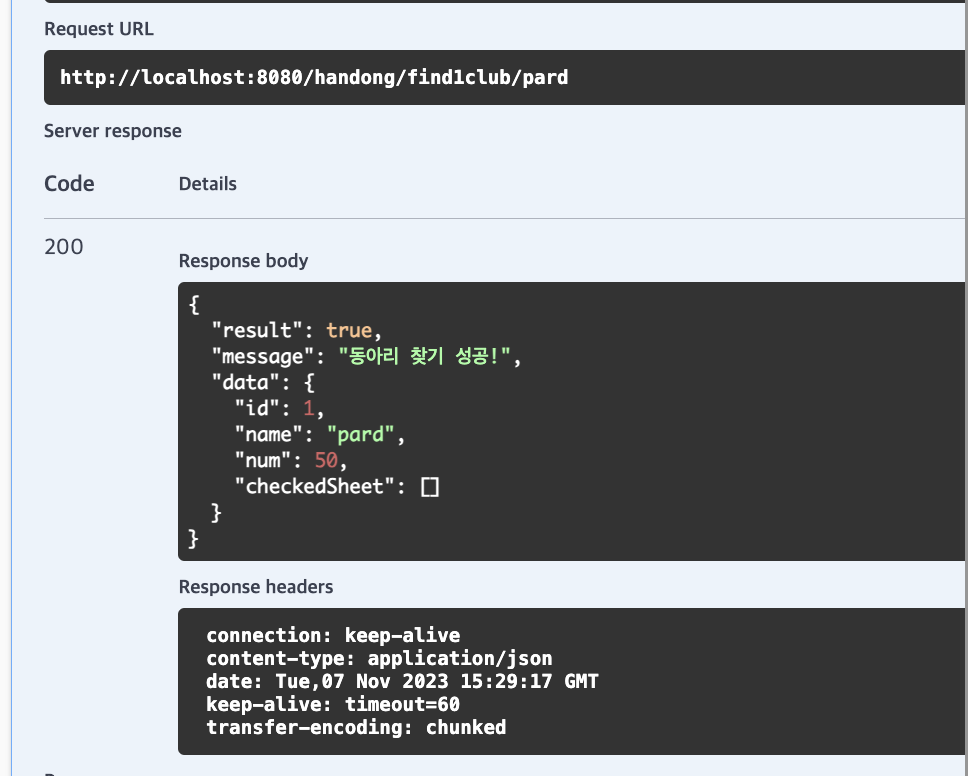 Request URL
http://localhost:8080/handong/find1club/pard
Server response
Code Details
200
Response body
{
"result": true,
"message": "동아리 찾기 성공!",
"data": {
"id": 1,
"name": "pard",
"num": 50,
"checkedSheet": []
}
}
Response headers
connection: keep-alive
content-type: application/json
date: Tue,07 Nov 2023 15:29:17 GMT
keep-alive: timeout=60
transfer-encoding: chunked